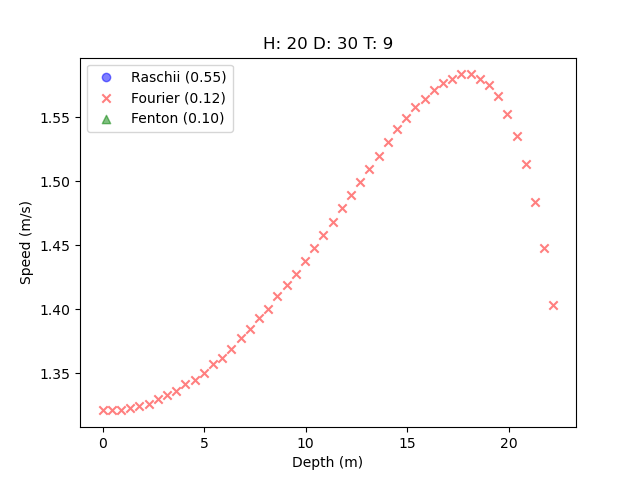 H: 20 D: 30 T: 9
Raschii (0.55)
Fourier (0.12)
Fenton (0.10)
1.55
1.50
1.45
1.40
1.35
Speed (m/s)
0 5 10 15 20
Depth (m)